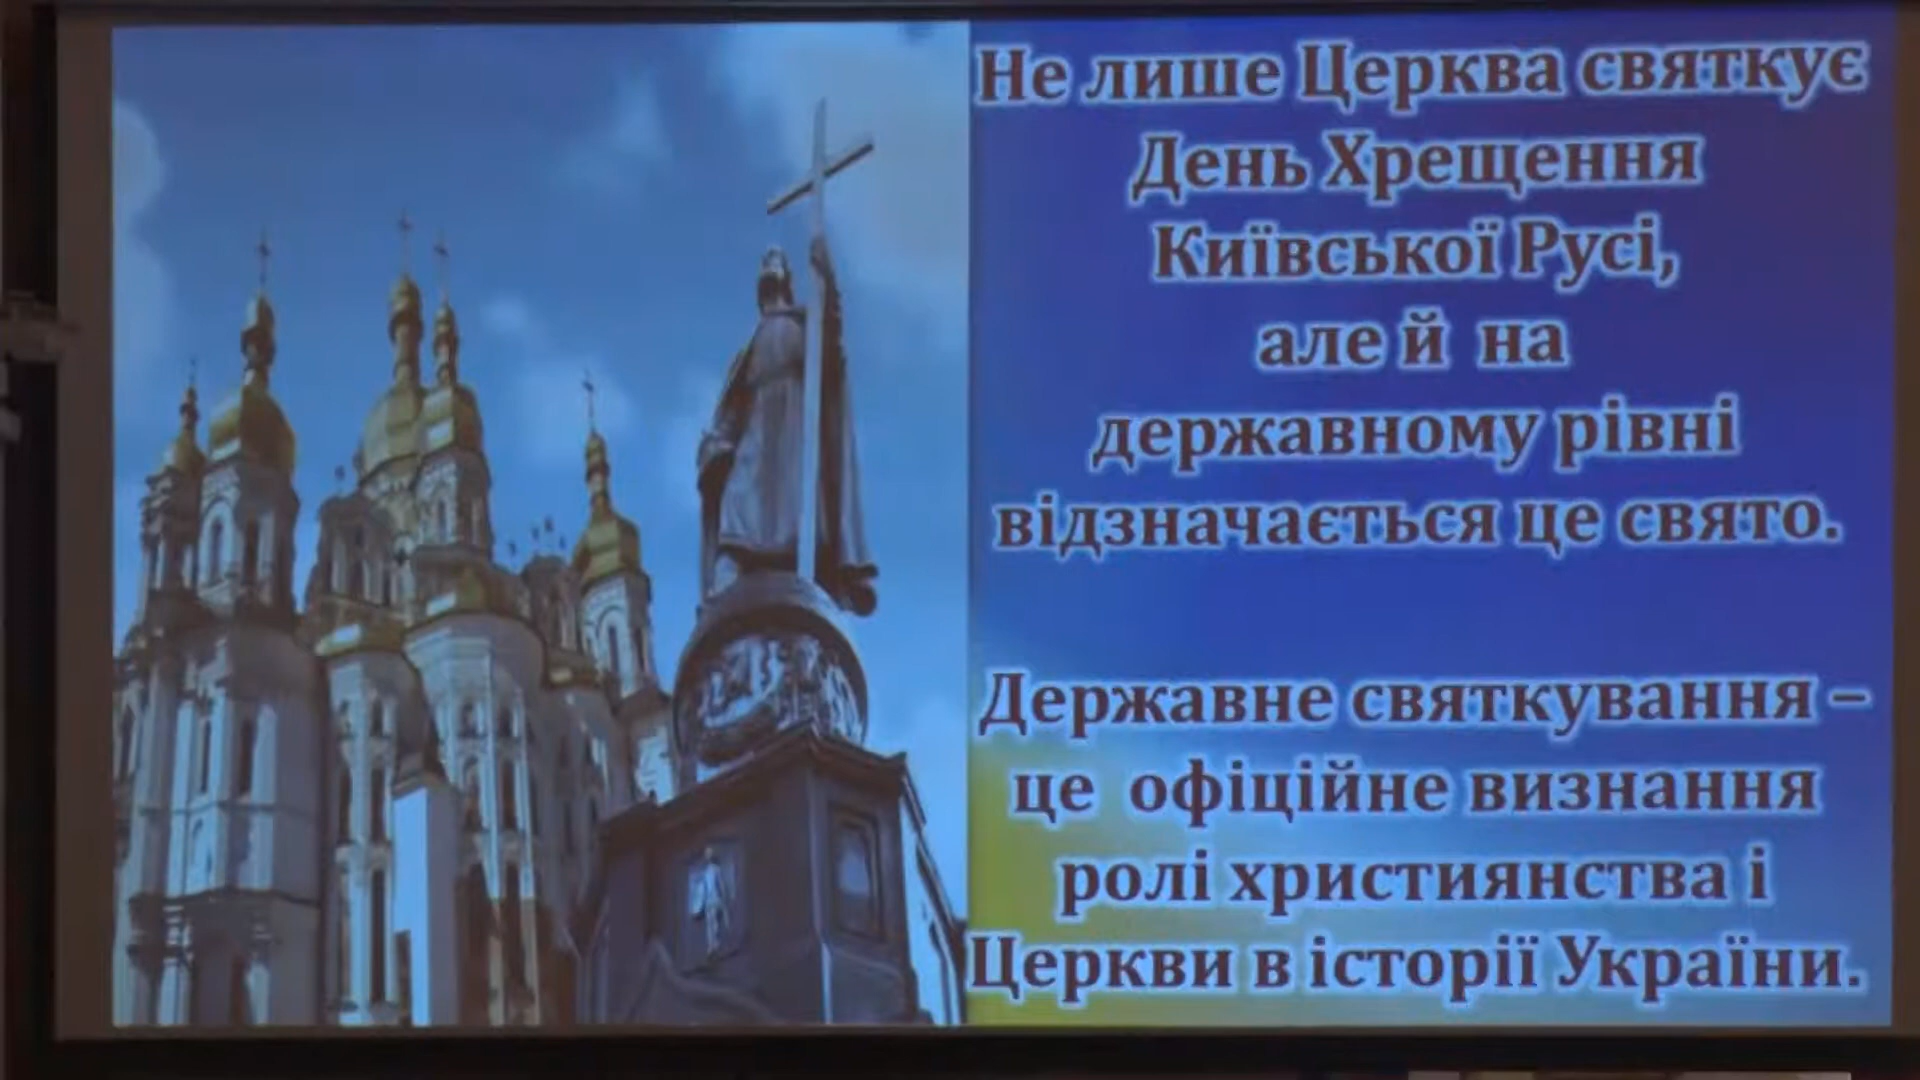 Не лише Церква святкує
День Хрещення
Київської Русі,
але й на
державному рівні
відзначається це свято.
Державне святкування –
це офіційне визнання
ролі християнства і
Церкви в історії України.